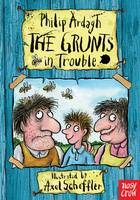 Philip Ardagh
THE GRUNTS
in Trouble
Illustrated by
Axel Scheffler
nosy
crow